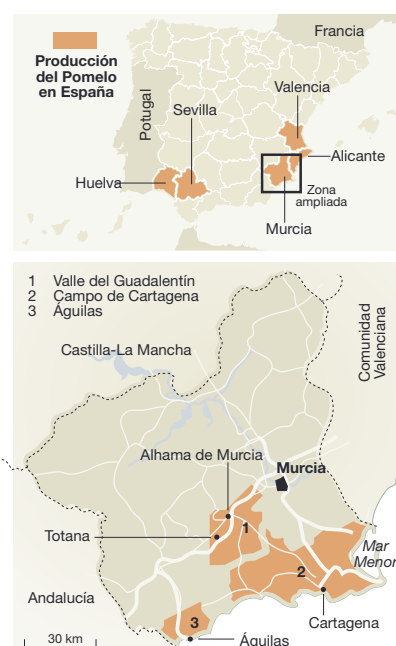 Producción
del Pomelo
en España
Francia
Potugal
Sevilla
Valencia
Alicante
Huelva
Zona
ampliada
Murcia
1 Valle del Guadalentín
2 Campo de Cartagena
3 Águilas
Comunidad
Valenciana
Castilla-La Mancha
Alhama de Murcia
Murcia
Totana
1
Mar
Menor
2
Andalucía
3
Cartagena
30 km
Águilas